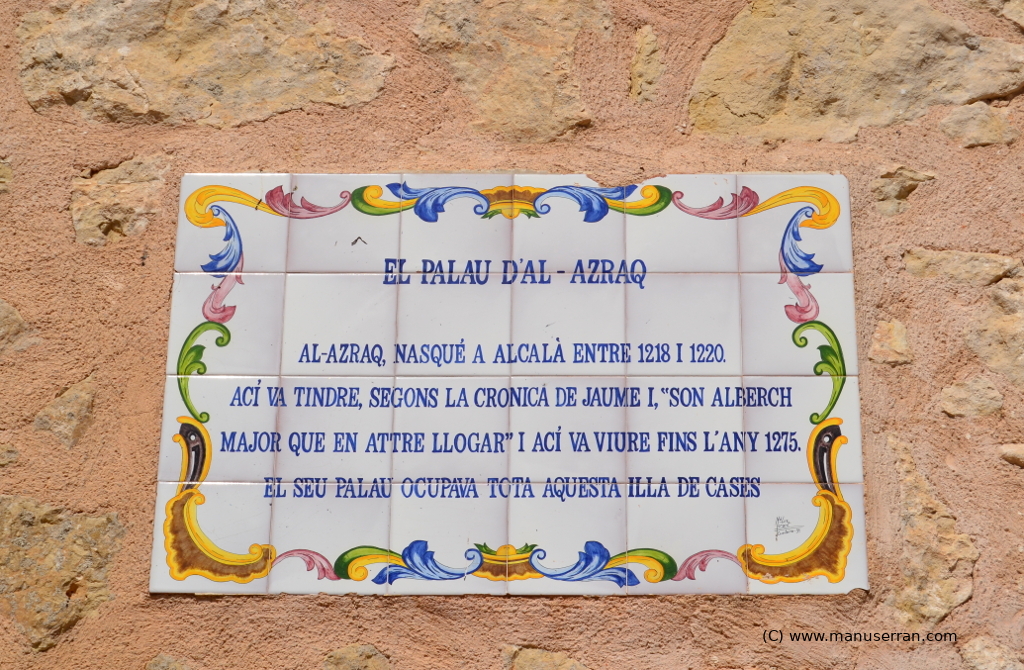 EL PALAU D'AL-AZRAQ
AL-AZRAQ, NASQUÉ A ALCALÀ ENTRE 1218 I 1220.
ACÍ VA TINDRE, SEGONS LA CRONICA DE JAUME I, "SON ALBERCH
MAJOR QUE EN ATTRE LLOGAR" I ACÍ VA VIURE FINS L'ANY 1275.
EL SEU PALAU OCUPAVA TOTA AQUESTA ILLA DE CASES
(C) www.manuserran.com